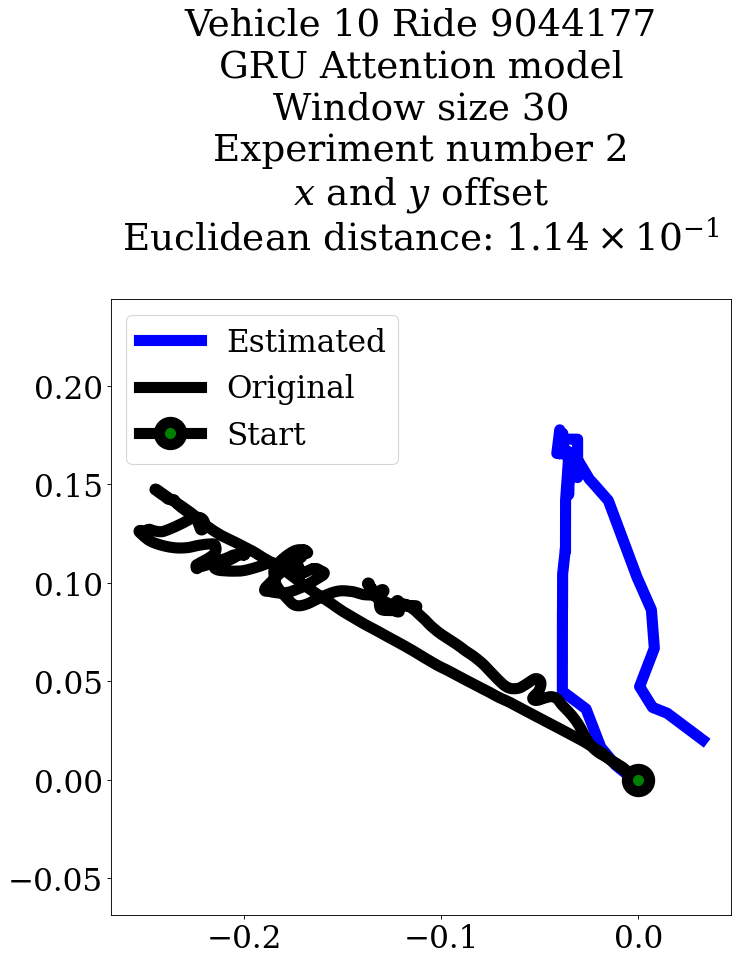 Vehicle 10 Ride 9044177
GRU Attention model
Window size 30
Experiment number 2
x and y offset
Euclidean distance: 1.14 × 10⁻¹
Estimated
Original
Start
0.20
0.15
0.10
0.05
0.00
−0.05
−0.2
−0.1
0.0